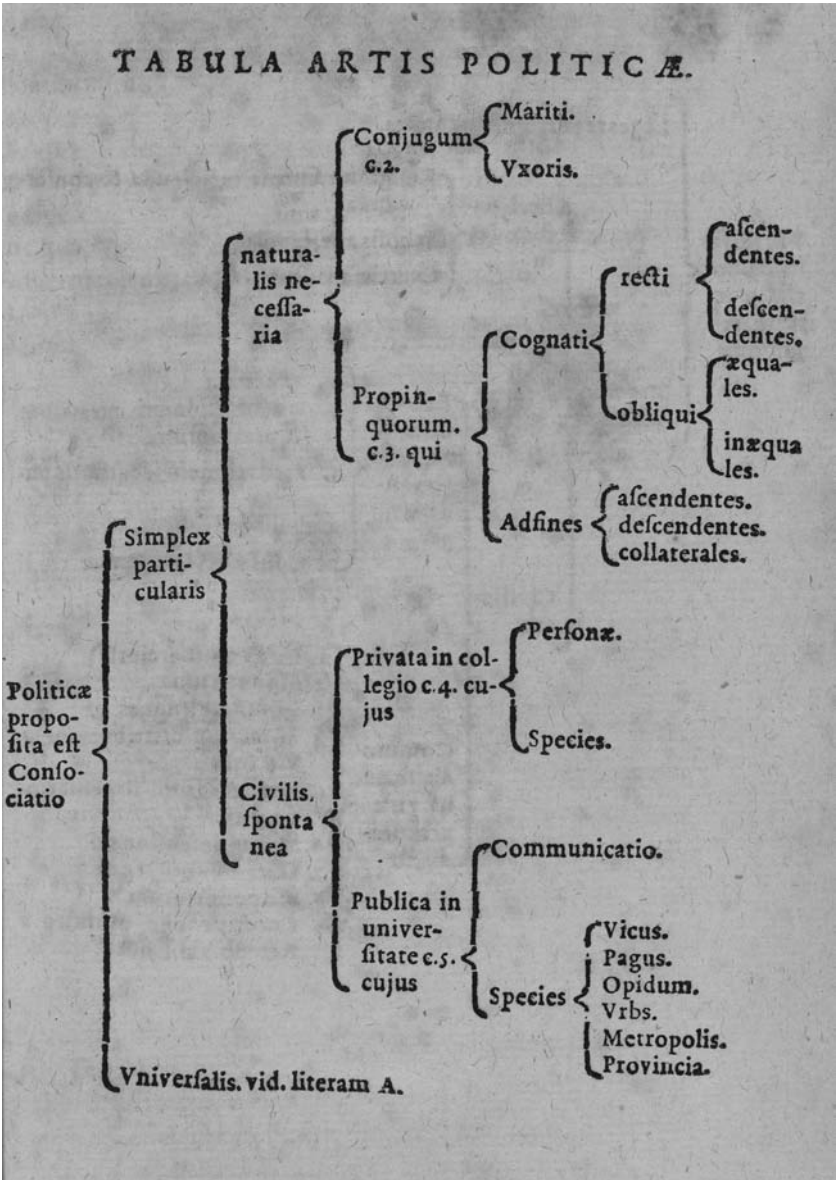 TABULA ARTIS POLITICÆ.
Politicæ
propo-
ſita est
Conſo-
ciatio
Simplex
parti-
cularis
natura-
lis ne-
ceſſa-
ria
Conjugum
c.2.
Mariti.
Vxoris.
Propin-
quorum.
c.3. qui
Cognati
recti
aſcen-
dentes.
deſcen-
dentes.
obliqui
æqua-
les.
inæqua
les.
Adfines
aſcendentes.
deſcendentes.
collaterales.
Civilis.
ſponta
nea
Privata in col-
legio c.4. cu-
jus
Perſonæ.
Species.
Publica in
univer-
ſitate c.5.
cujus
Communicatio.
Species
Vicus.
Pagus.
Opidum.
Vrbs.
Metropolis.
Provincia.
Vniverſalis. vid. literam A.